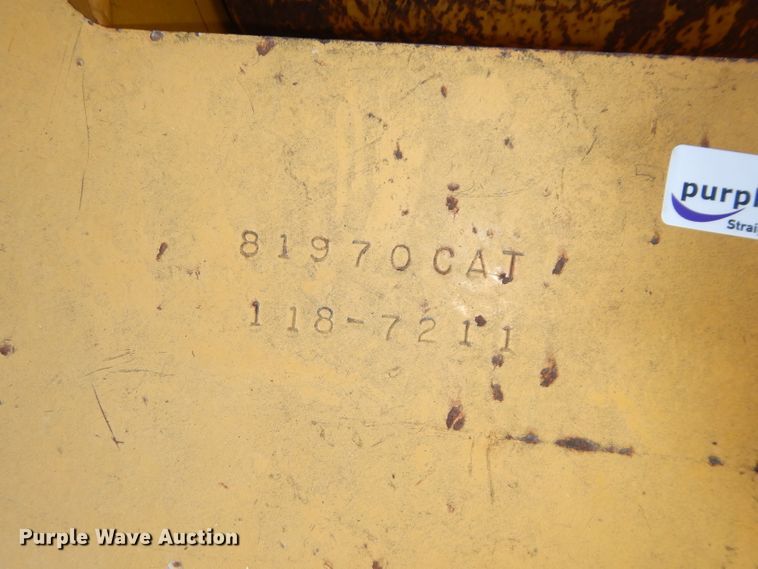 purpl
Strai
81970CAT
118-7211
Purple Wave Auction